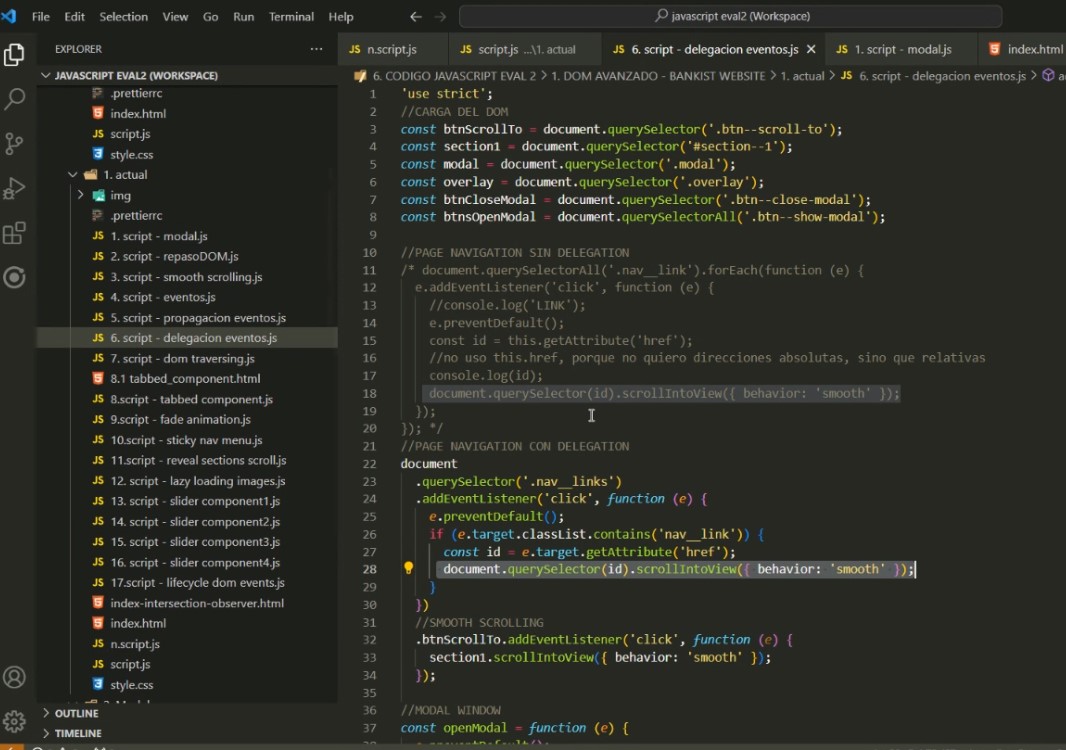 File Edit Selection View Go Run Terminal Help
javascript eval2 (Workspace)
EXPLORER
n.script.js
script.js ...\1. actual
6. script - delegacion eventos.js
1. script - modal.js
index.html
JAVASCRIPT EVAL2 (WORKSPACE)
6. CODIGO JAVASCRIPT EVAL 2 > 1. DOM AVANZADO - BANKIST WEBSITE > 1. actual > JS 6. script - delegacion eventos.js >
.prettierrc
index.html
JS script.js
style.css
1. actual
img
.prettierrc
JS 1. script - modal.js
JS 2. script - repasoDOM.js
JS 3. script - smooth scrolling.js
JS 4. script - eventos.js
JS 5. script - propagacion eventos.js
JS 6. script - delegacion eventos.js
JS 7. script - dom traversing.js
8.1 tabbed_component.html
JS 8.script - tabbed component.js
JS 9.script - fade animation.js
JS 10.script - sticky nav menu.js
JS 11.script - reveal sections scroll.js
JS 12. script - lazy loading images.js
JS 13. script - slider component1.js
JS 14. script - slider component2.js
JS 15. script - slider component3.js
JS 16. script - slider component4.js
JS 17.script - lifecycle dom events.js
index-intersection-observer.html
index.html
JS n.script.js
JS script.js
style.css
OUTLINE
TIMELINE
1 'use strict';
2 //CARGA DEL DOM
3 const btnScrollTo = document.querySelector('.btn--scroll-to');
4 const section1 = document.querySelector('#section--1');
5 const modal = document.querySelector('.modal');
6 const overlay = document.querySelector('.overlay');
7 const btnCloseModal = document.querySelector('.btn--close-modal');
8 const btnsOpenModal = document.querySelectorAll('.btn--show-modal');
9
10 //PAGE NAVIGATION SIN DELEGATION
11 /* document.querySelectorAll('.nav__link').forEach(function (e) {
12 e.addEventListener('click', function (e) {
13 //console.log('LINK');
14 e.preventDefault();
15 const id = this.getAttribute('href');
16 //no uso this.href, porque no quiero direcciones absolutas, sino que relativas
17 console.log(id);
18 document.querySelector(id).scrollIntoView({ behavior: 'smooth' });
19 });
20 }); */
21 //PAGE NAVIGATION CON DELEGATION
22 document
23 .querySelector('.nav__links')
24 .addEventListener('click', function (e) {
25 e.preventDefault();
26 if (e.target.classList.contains('nav__link')) {
27 const id = e.target.getAttribute('href');
28 document.querySelector(id).scrollIntoView({ behavior: 'smooth' });
29 }
30 })
31 //SMOOTH SCROLLING
32 .btnScrollTo.addEventListener('click', function (e) {
33 section1.scrollIntoView({ behavior: 'smooth' });
34 });
35
36 //MODAL WINDOW
37 const openModal = function (e) {